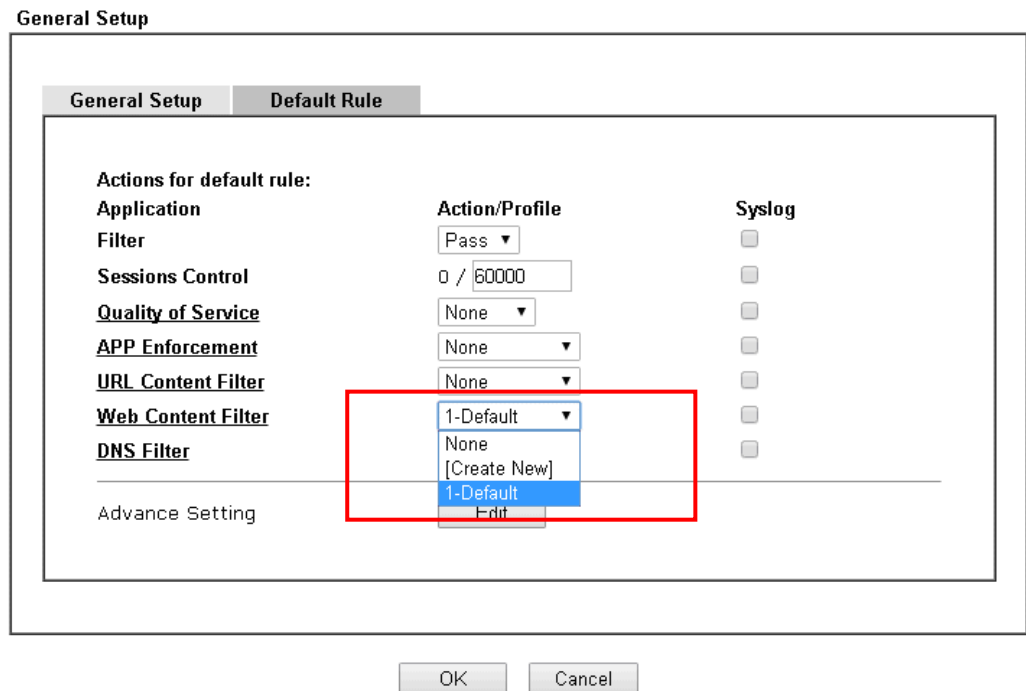 General Setup
General Setup Default Rule
Actions for default rule:
Application Action/Profile Syslog
Filter Pass
Sessions Control 0 / 60000
Quality of Service None
APP Enforcement None
URL Content Filter None
Web Content Filter 1-Default
None
DNS Filter
[Create New]
1-Default
Advance Setting Edit
OK Cancel